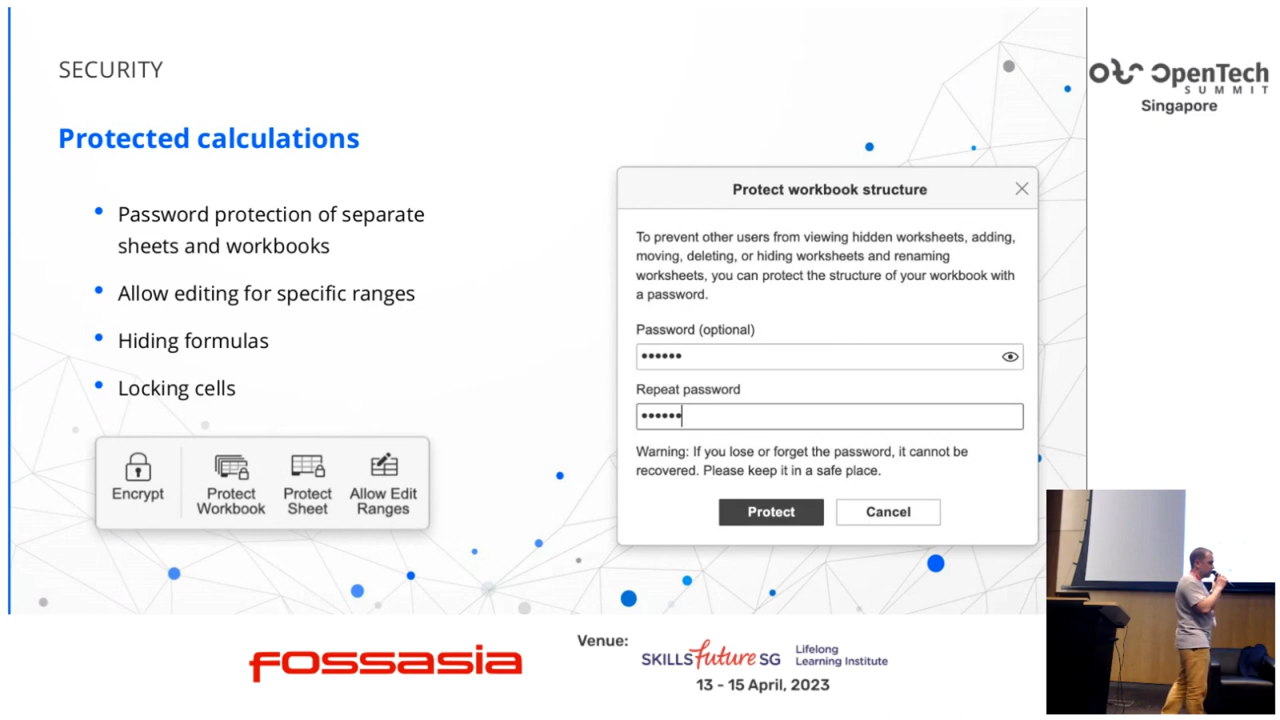 SECURITY
Protected calculations
Password protection of separate
sheets and workbooks
Allow editing for specific ranges
Hiding formulas
Locking cells
Encrypt
Protect
Workbook
Protect
Sheet
Allow Edit
Ranges
Protect workbook structure
To prevent other users from viewing hidden worksheets, adding,
moving, deleting, or hiding worksheets and renaming
worksheets, you can protect the structure of your workbook with
a password.
Password (optional)
••••••
Repeat password
••••••
Warning: If you lose or forget the password, it cannot be
recovered. Please keep it in a safe place.
Protect
Cancel
OpenTech
SUMMIT
Singapore
fossasia
Venue:
SKILLS future SG
Lifelong
Learning Institute
13 - 15 April, 2023